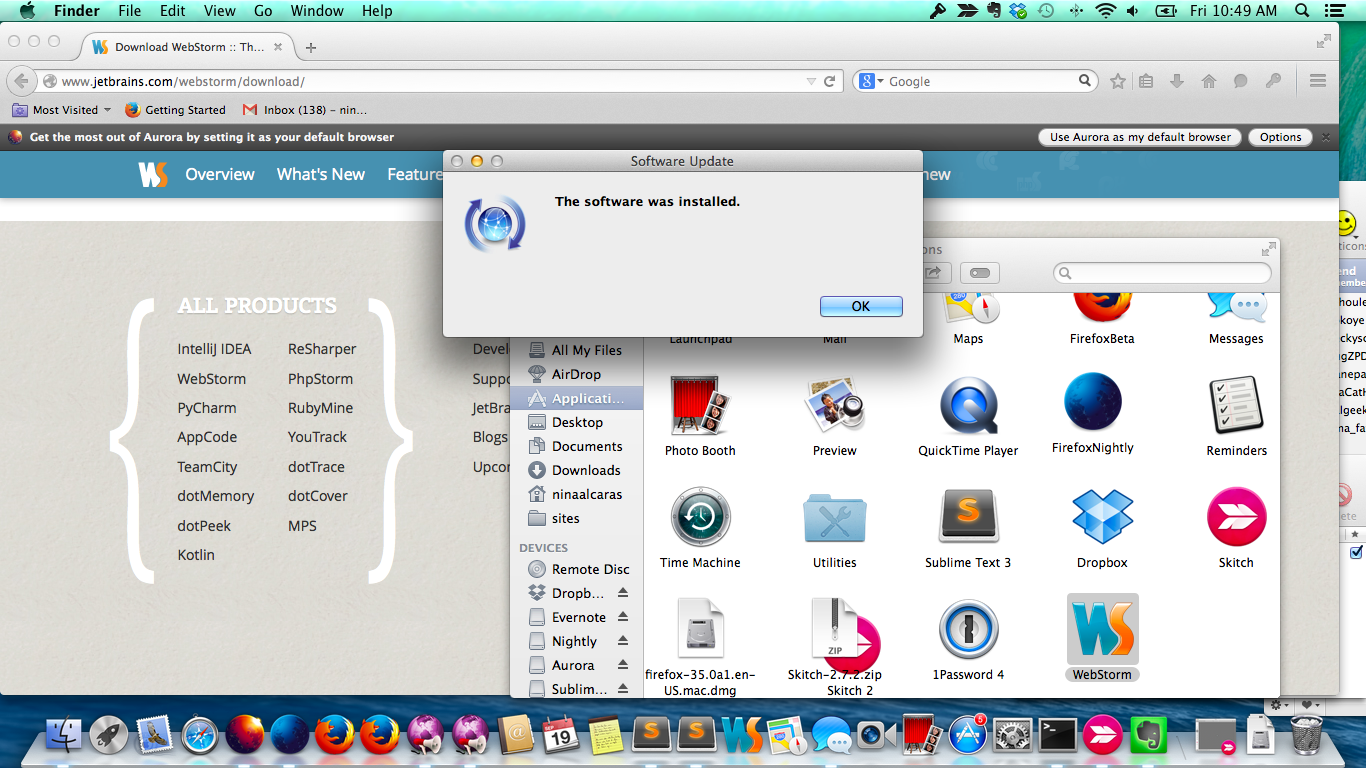 Finder File Edit View Go Window Help Fri 10:49 AM
Download WebStorm :: Th...
www.jetbrains.com/webstorm/download/ Google
Most Visited Getting Started Inbox (138) – nin...
Get the most out of Aurora by setting it as your default browser Use Aurora as my default browser Options
WS Overview What's New Feature new
Software Update
The software was installed.
OK
ALL PRODUCTS
IntelliJ IDEA ReSharper
WebStorm PhpStorm
PyCharm RubyMine
AppCode YouTrack
TeamCity dotTrace
dotMemory dotCover
dotPeek MPS
Kotlin
Devel
Suppo
JetBra
Blogs
Upcon
ons
All My Files
AirDrop
Applicati...
Desktop
Documents
Downloads
ninaalcaras
sites
DEVICES
Remote Disc
Dropb...
Evernote
Nightly
Aurora
Sublim...
Launchpad Mail Maps FirefoxBeta Messages
Photo Booth Preview QuickTime Player FirefoxNightly Reminders
Time Machine Utilities Sublime Text 3 Dropbox Skitch
ZIP
WS
firefox-35.0a1.en-US.mac.dmg
Skitch-2.7.2.zip
Skitch 2
1Password 4
WebStorm
SEP
19
WS
5